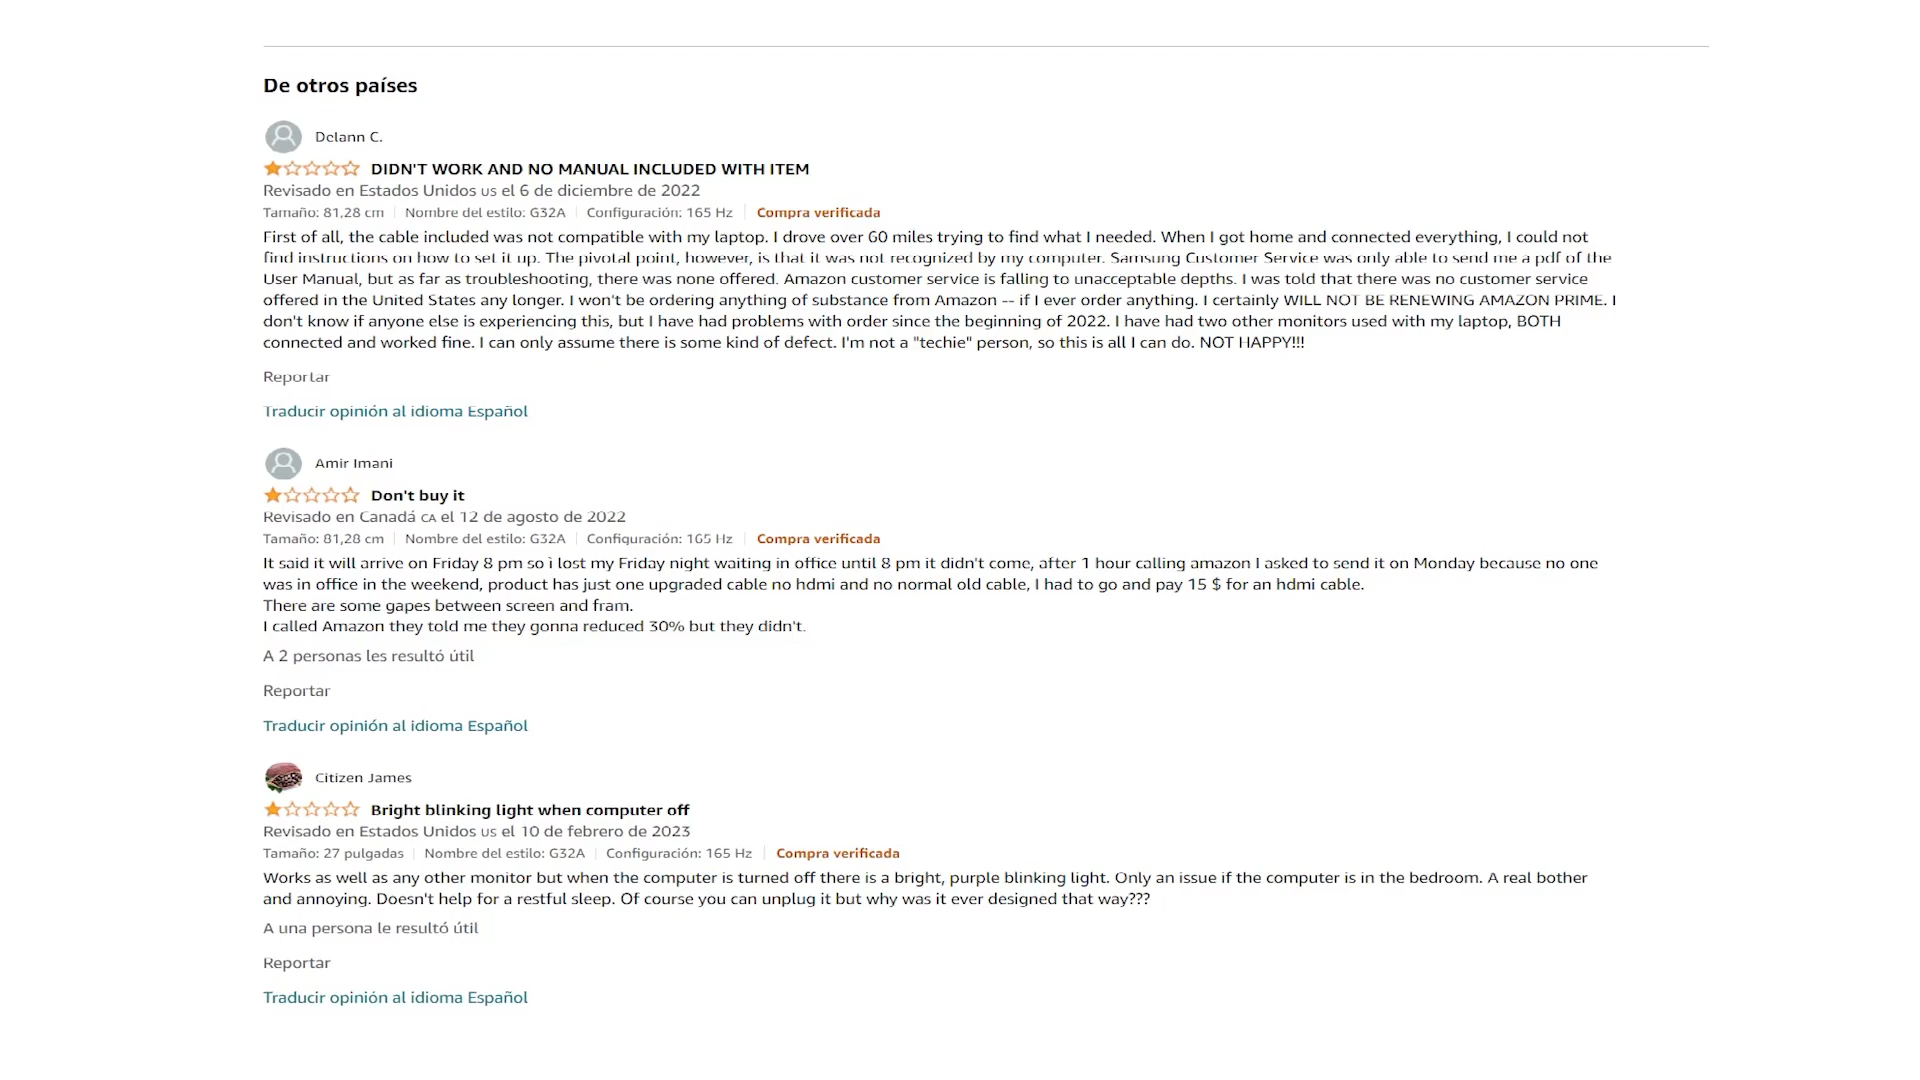 De otros países
Delann C.
DIDN'T WORK AND NO MANUAL INCLUDED WITH ITEM
Revisado en Estados Unidos US el 6 de diciembre de 2022
Tamaño: 81,28 cm | Nombre del estilo: G32A | Configuración: 165 Hz | Compra verificada
First of all, the cable included was not compatible with my laptop. I drove over 60 miles trying to find what I needed. When I got home and connected everything, I could not
find instructions on how to set it up. The pivotal point, however, is that it was not recognized by my computer. Samsung Customer Service was only able to send me a pdf of the
User Manual, but as far as troubleshooting, there was none offered. Amazon customer service is falling to unacceptable depths. I was told that there was no customer service
offered in the United States any longer. I won't be ordering anything of substance from Amazon -- if I ever order anything. I certainly WILL NOT BE RENEWING AMAZON PRIME. I
don't know if anyone else is experiencing this, but I have had problems with order since the beginning of 2022. I have had two other monitors used with my laptop, BOTH
connected and worked fine. I can only assume there is some kind of defect. I'm not a "techie" person, so this is all I can do. NOT HAPPY!!!
Reportar
Traducir opinión al idioma Español
Amir Imani
Don't buy it
Revisado en Canadá CA el 12 de agosto de 2022
Tamaño: 81,28 cm | Nombre del estilo: G32A | Configuración: 165 Hz | Compra verificada
It said it will arrive on Friday 8 pm so ì lost my Friday night waiting in office until 8 pm it didn't come, after 1 hour calling amazon I asked to send it on Monday because no one
was in office in the weekend, product has just one upgraded cable no hdmi and no normal old cable, I had to go and pay 15 $ for an hdmi cable.
There are some gapes between screen and fram.
I called Amazon they told me they gonna reduced 30% but they didn't.
A 2 personas les resultó útil
Reportar
Traducir opinión al idioma Español
Citizen James
Bright blinking light when computer off
Revisado en Estados Unidos US el 10 de febrero de 2023
Tamaño: 27 pulgadas | Nombre del estilo: G32A | Configuración: 165 Hz | Compra verificada
Works as well as any other monitor but when the computer is turned off there is a bright, purple blinking light. Only an issue if the computer is in the bedroom. A real bother
and annoying. Doesn't help for a restful sleep. Of course you can unplug it but why was it ever designed that way???
A una persona le resultó útil
Reportar
Traducir opinión al idioma Español